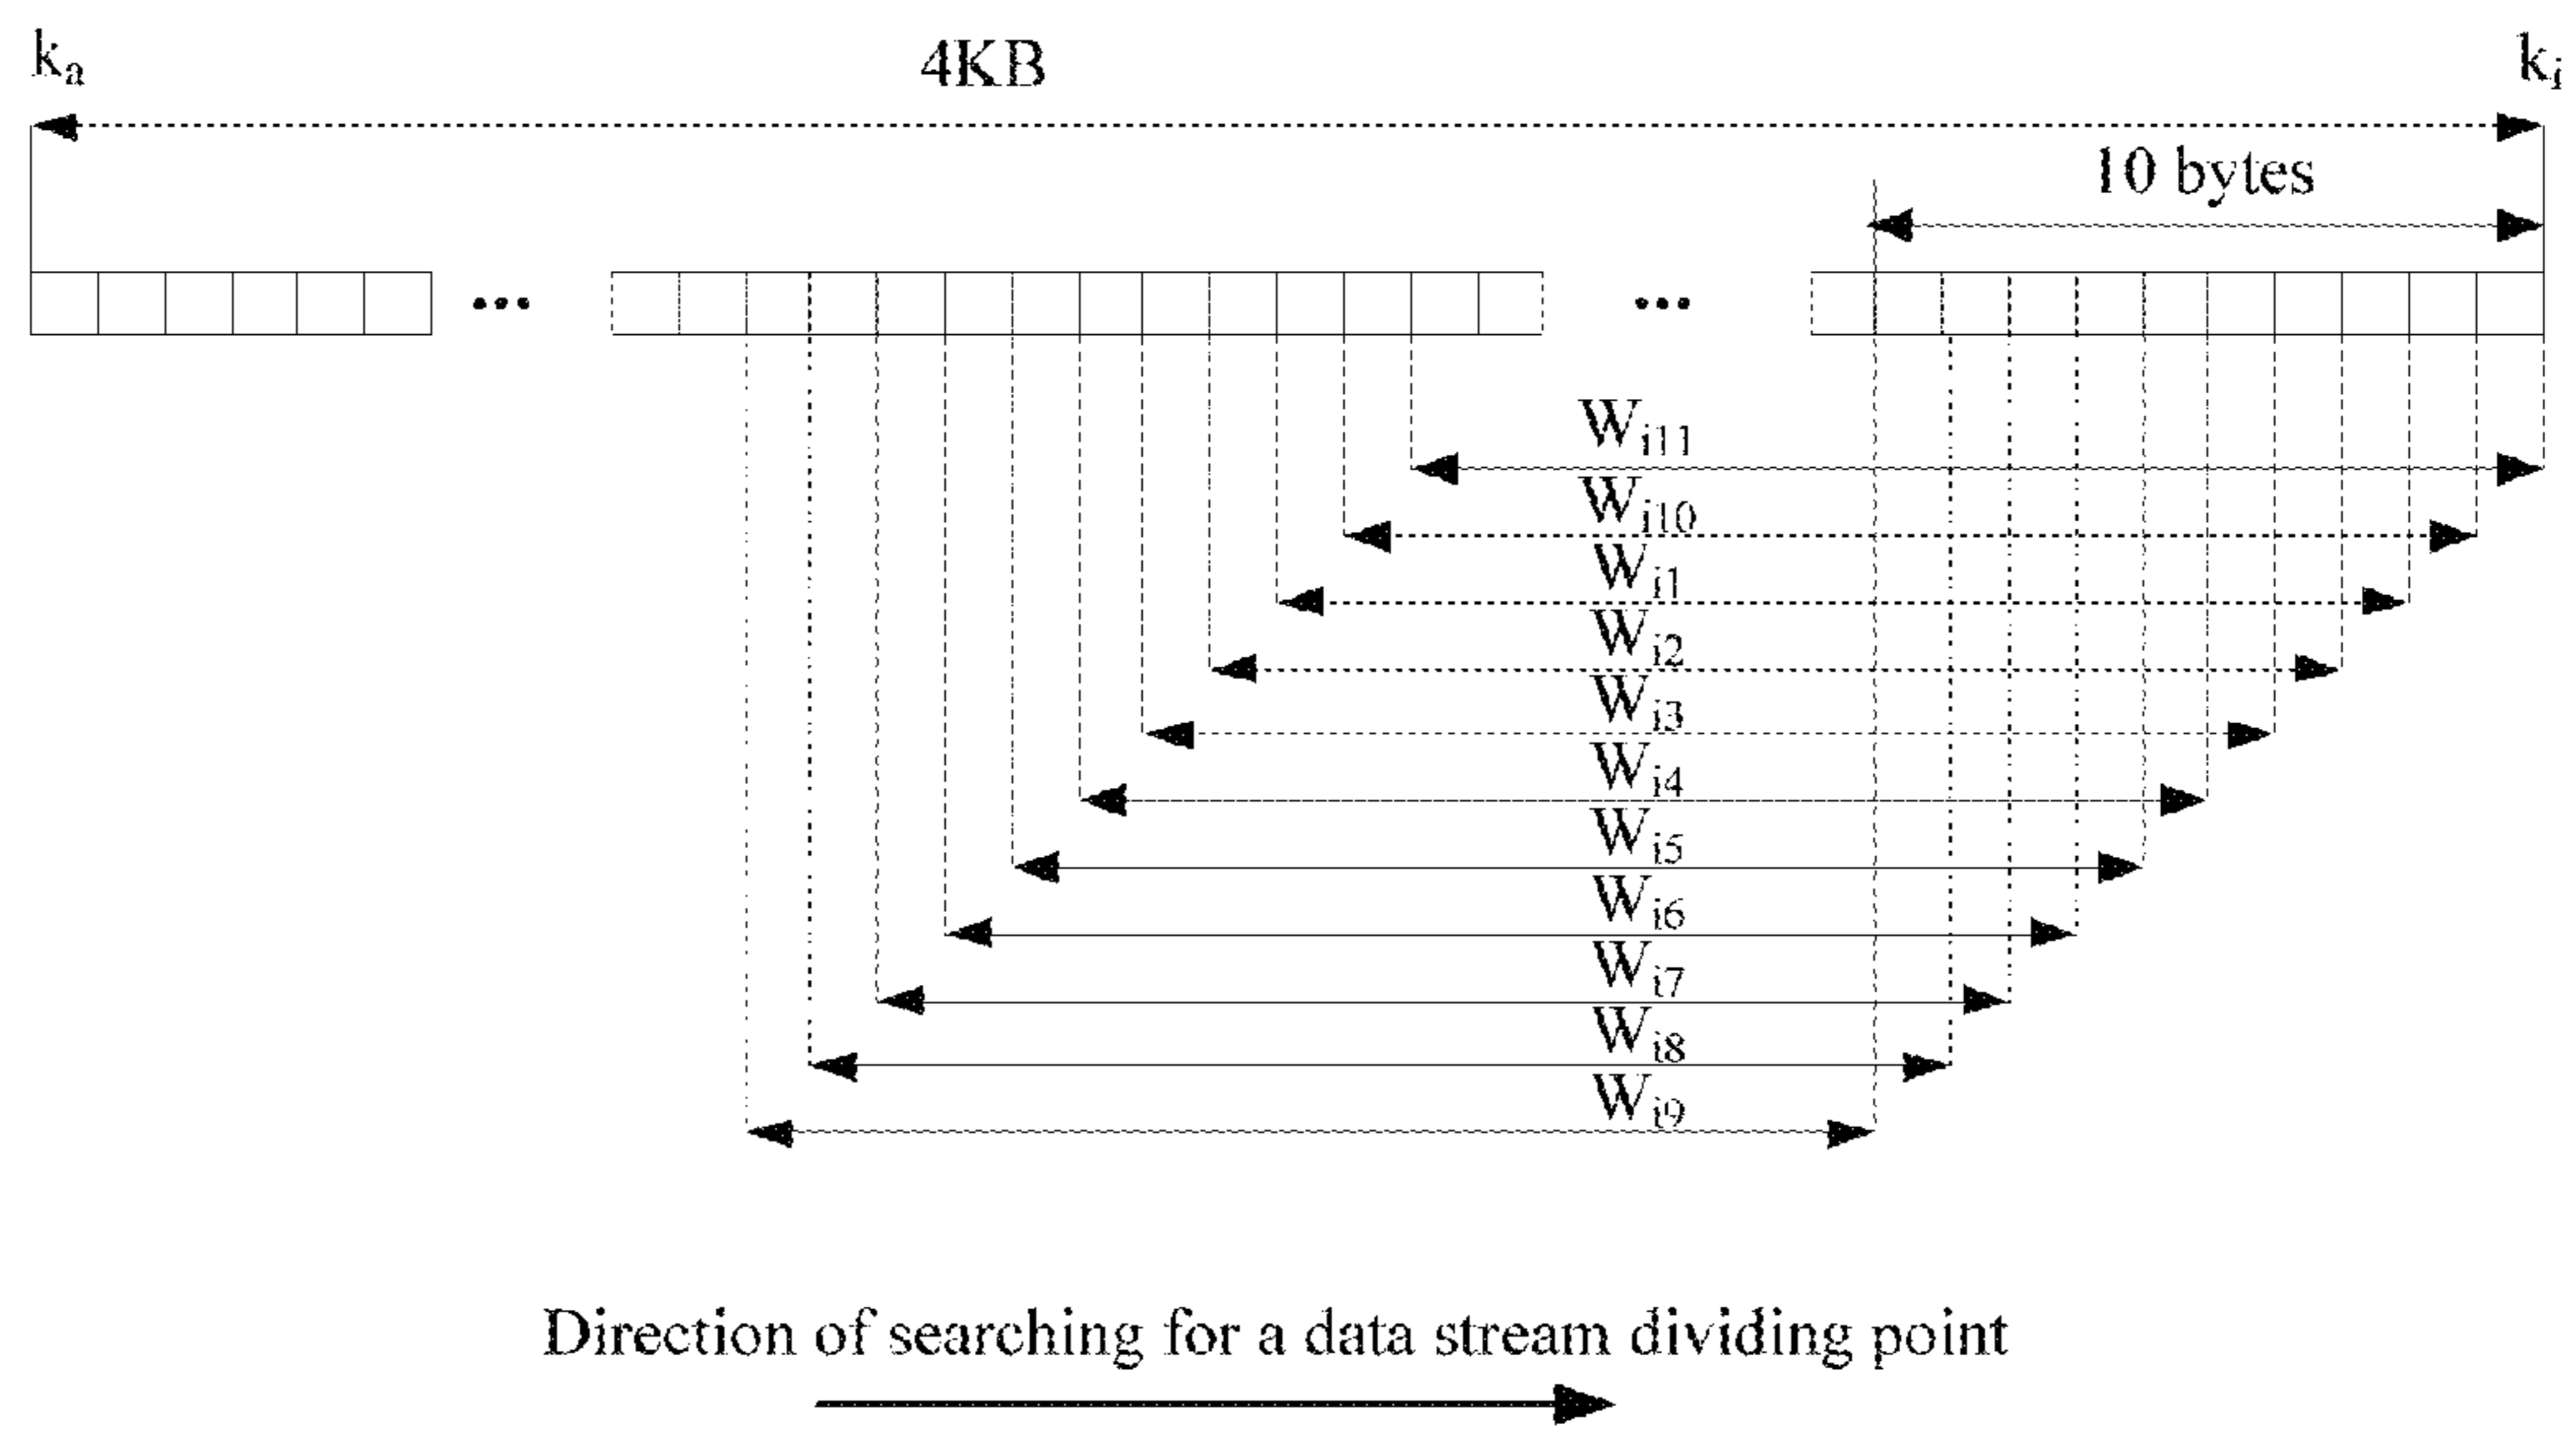 kₐ 4KB kᵢ
10 bytes
...
...
Wi11
Wi10
Wi1
Wi2
Wi3
Wi4
Wi5
Wi6
Wi7
Wi8
Wi9
Direction of searching for a data stream dividing point